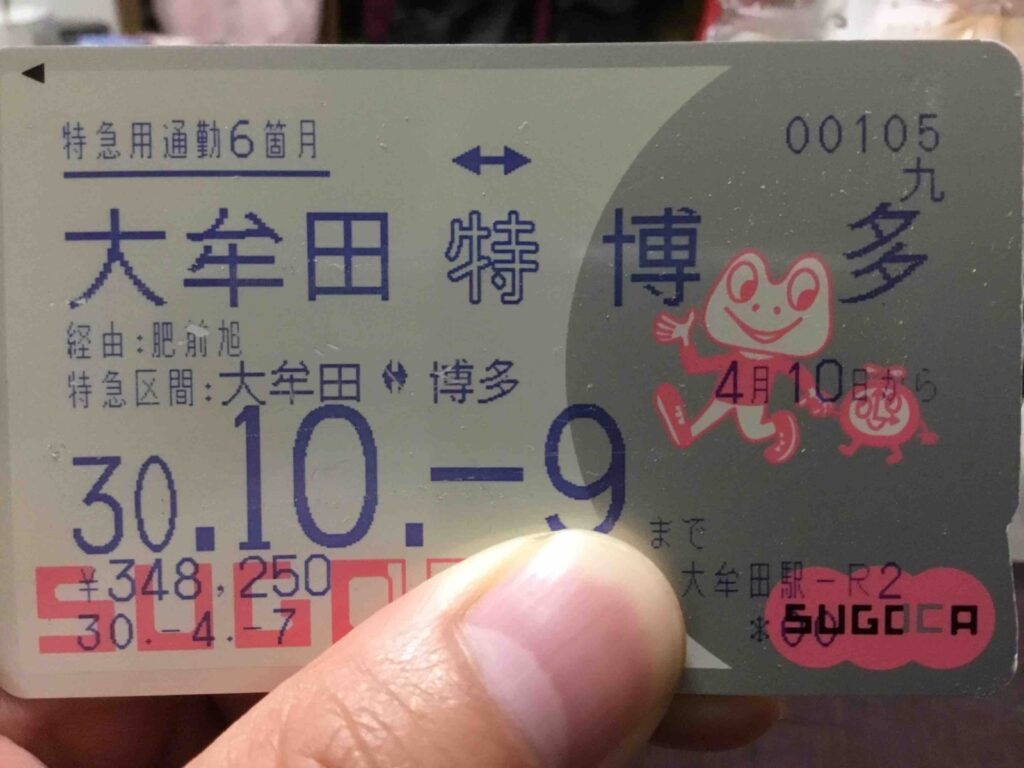 特急用通勤6箇月
00105
九
大牟田 特 博多
経由:肥前旭
特急区間:大牟田 博多
4月10日から
30.10.-9まで
¥348,250
大牟田駅-R2
30.-4.-7
*00
SUGOCA